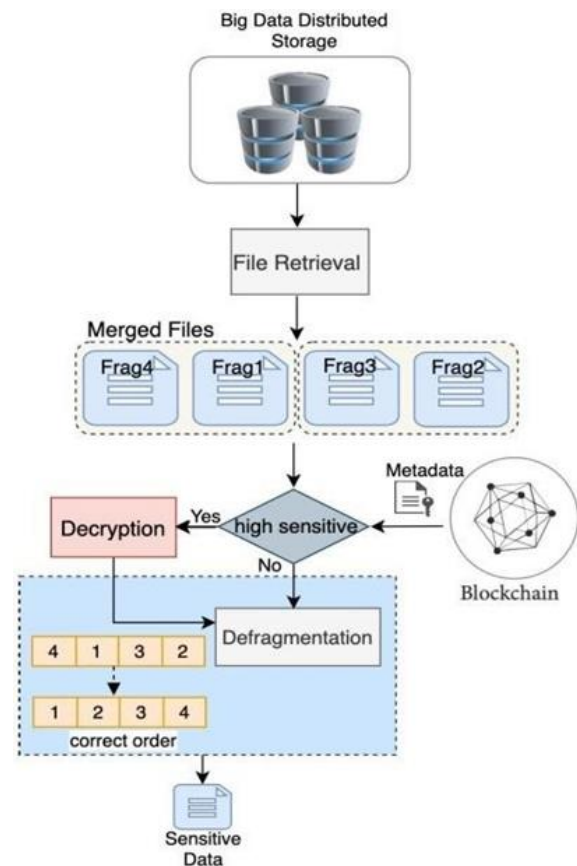 Big Data Distributed
Storage
File Retrieval
Merged Files
Frag4
Frag1
Frag3
Frag2
Metadata
Decryption
Yes
high sensitive
No
Blockchain
Defragmentation
4 1 3 2
1 2 3 4
correct order
Sensitive
Data